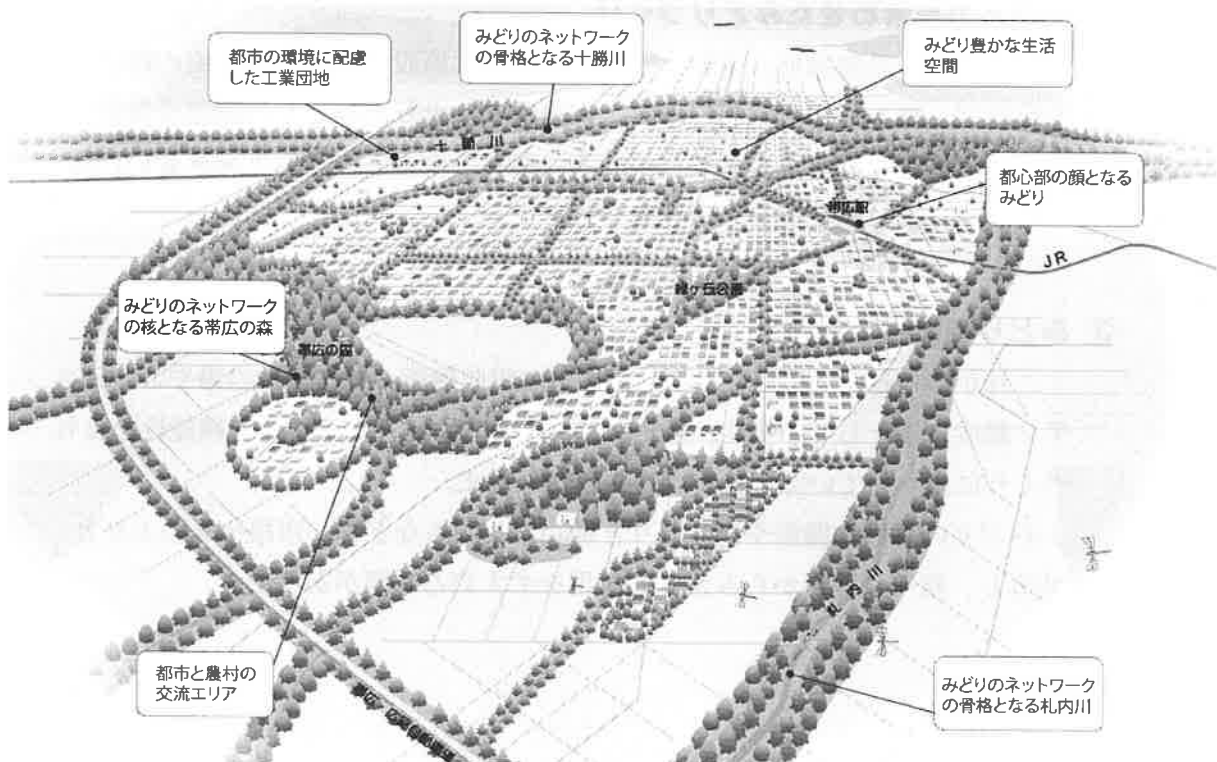 都市の環境に配慮
した工業団地
みどりのネットワーク
の骨格となる十勝川
みどり豊かな生活
空間
十勝川
都心部の顔となる
みどり
帯広駅
JR
緑ヶ丘公園
みどりのネットワーク
の核となる帯広の森
帯広の森
札内川
都市と農村の
交流エリア
みどりのネットワーク
の骨格となる札内川